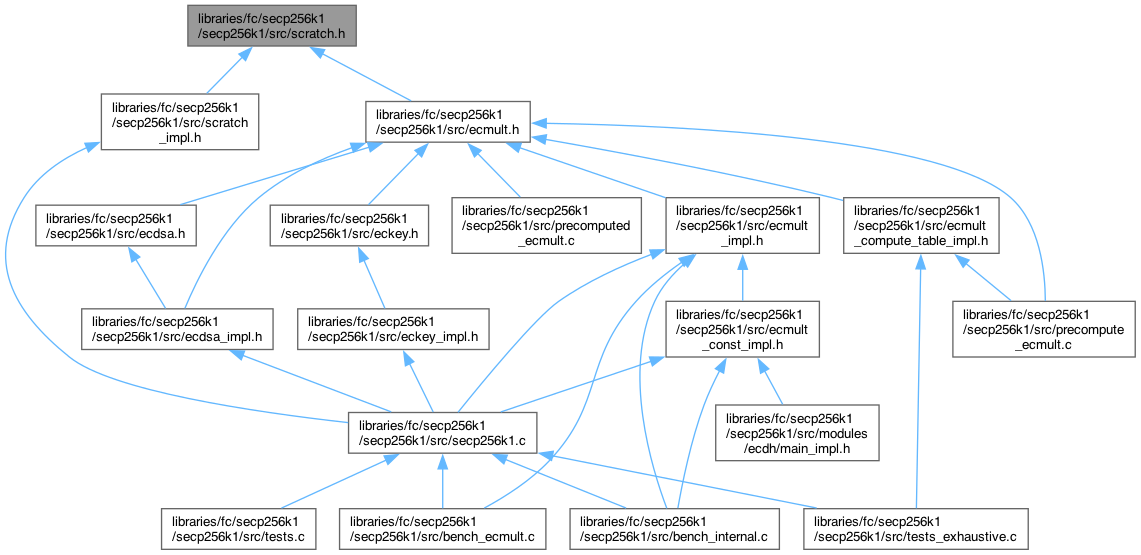 libraries/fc/secp256k1
/secp256k1/src/scratch.h
libraries/fc/secp256k1
/secp256k1/src/scratch
_impl.h
libraries/fc/secp256k1
/secp256k1/src/ecmult.h
libraries/fc/secp256k1
/secp256k1/src/ecdsa.h
libraries/fc/secp256k1
/secp256k1/src/eckey.h
libraries/fc/secp256k1
/secp256k1/src/precomputed
_ecmult.c
libraries/fc/secp256k1
/secp256k1/src/ecmult
_impl.h
libraries/fc/secp256k1
/secp256k1/src/ecmult
_compute_table_impl.h
libraries/fc/secp256k1
/secp256k1/src/ecdsa_impl.h
libraries/fc/secp256k1
/secp256k1/src/eckey_impl.h
libraries/fc/secp256k1
/secp256k1/src/ecmult
_const_impl.h
libraries/fc/secp256k1
/secp256k1/src/precompute
_ecmult.c
libraries/fc/secp256k1
/secp256k1/src/secp256k1.c
libraries/fc/secp256k1
/secp256k1/src/modules
/ecdh/main_impl.h
libraries/fc/secp256k1
/secp256k1/src/tests.c
libraries/fc/secp256k1
/secp256k1/src/bench_ecmult.c
libraries/fc/secp256k1
/secp256k1/src/bench_internal.c
libraries/fc/secp256k1
/secp256k1/src/tests_exhaustive.c